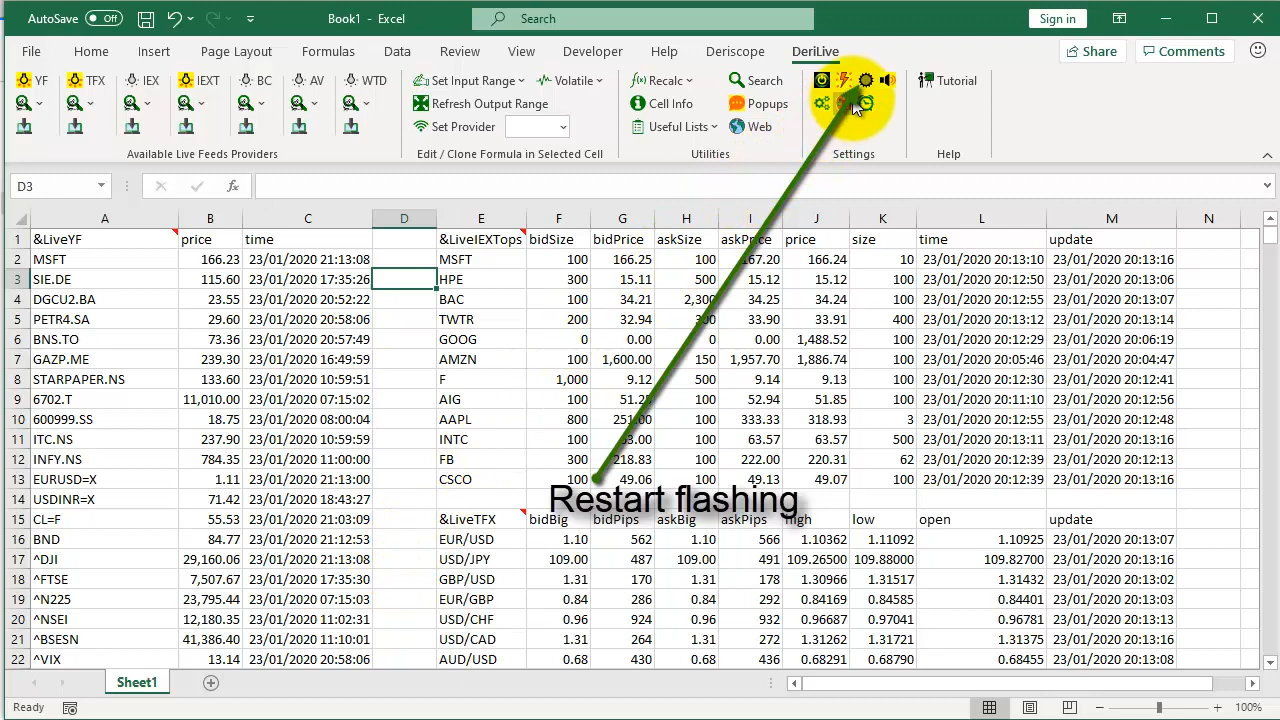 AutoSave Off Book1 - Excel Search Sign in
File Home Insert Page Layout Formulas Data Review View Developer Help Deriscope DeriLive Share Comments
YF TFX IEX IEXT BC AV WTD Set Input Range Volatile Recalc Search Tutorial
Refresh Output Range Cell Info Popups
Set Provider Useful Lists Web
Available Live Feeds Providers Edit / Clone Formula in Selected Cell Utilities Settings Help
D3 fx
A B C D E F G H I J K L M N
1 &LiveYF price time &LiveIEXTops bidSize bidPrice askSize askPrice price size time update
2 MSFT 166.23 23/01/2020 21:13:08 MSFT 100 166.25 100 167.20 166.24 10 23/01/2020 20:13:10 23/01/2020 20:13:16
3 SIE.DE 115.60 23/01/2020 17:35:26 HPE 300 15.11 500 15.12 15.12 100 23/01/2020 20:12:50 23/01/2020 20:13:06
4 DGCU2.BA 23.55 23/01/2020 20:52:22 BAC 100 34.21 2,300 34.25 34.24 100 23/01/2020 20:12:55 23/01/2020 20:13:07
5 PETR4.SA 29.60 23/01/2020 20:58:06 TWTR 200 32.94 33.90 33.91 400 23/01/2020 20:13:12 23/01/2020 20:13:14
6 BNS.TO 73.36 23/01/2020 20:57:49 GOOG 0 0.00 0 0.00 1,488.52 100 23/01/2020 20:12:29 23/01/2020 20:06:19
7 GAZP.ME 239.30 23/01/2020 16:49:59 AMZN 100 1,600.00 150 1,957.70 1,886.74 100 23/01/2020 20:05:46 23/01/2020 20:04:47
8 STARPAPER.NS 133.60 23/01/2020 10:59:51 F 1,000 9.12 500 9.14 9.13 100 23/01/2020 20:12:30 23/01/2020 20:12:41
9 6702.T 11,010.00 23/01/2020 07:15:02 AIG 100 100 52.94 51.85 100 23/01/2020 20:11:10 23/01/2020 20:12:56
10 600999.SS 18.75 23/01/2020 08:00:04 AAPL 800 100 333.33 318.93 3 23/01/2020 20:12:55 23/01/2020 20:12:48
11 ITC.NS 237.90 23/01/2020 10:59:59 INTC 100 100 63.57 63.57 500 23/01/2020 20:13:11 23/01/2020 20:13:16
12 INFY.NS 784.35 23/01/2020 11:00:00 FB 300 218.83 100 222.00 220.31 62 23/01/2020 20:12:39 23/01/2020 20:12:13
13 EURUSD=X 1.11 23/01/2020 21:13:00 CSCO 100 49.06 100 49.13 49.07 100 23/01/2020 20:12:39 23/01/2020 20:13:16
14 USDINR=X 71.42 23/01/2020 18:43:27
Restart flashing
15 CL=F 55.53 23/01/2020 21:03:09 &LiveTFX bidBig bidPips askBig askPips high low open update
16 BND 84.77 23/01/2020 21:12:53 EUR/USD 1.10 562 1.10 566 1.10362 1.11092 1.10925 23/01/2020 20:13:07
17 ^DJI 29,160.06 23/01/2020 21:13:08 USD/JPY 109.00 487 109.00 491 109.26500 109.88000 109.82700 23/01/2020 20:13:16
18 ^FTSE 7,507.67 23/01/2020 17:35:30 GBP/USD 1.31 170 1.31 178 1.30966 1.31517 1.31432 23/01/2020 20:13:02
19 ^N225 23,795.44 23/01/2020 07:15:03 EUR/GBP 0.84 286 0.84 292 0.84169 0.84585 0.84401 23/01/2020 20:13:06
20 ^NSEI 12,180.35 23/01/2020 11:02:31 USD/CHF 0.96 924 0.96 932 0.96687 0.97041 0.96781 23/01/2020 20:13:13
21 ^BSESN 41,386.40 23/01/2020 11:10:01 USD/CAD 1.31 264 1.31 272 1.31262 1.31721 1.31375 23/01/2020 20:13:16
22 ^VIX 13.14 23/01/2020 20:58:06 AUD/USD 0.68 430 0.68 436 0.68291 0.68790 0.68455 23/01/2020 20:13:08
Sheet1
Ready 100%